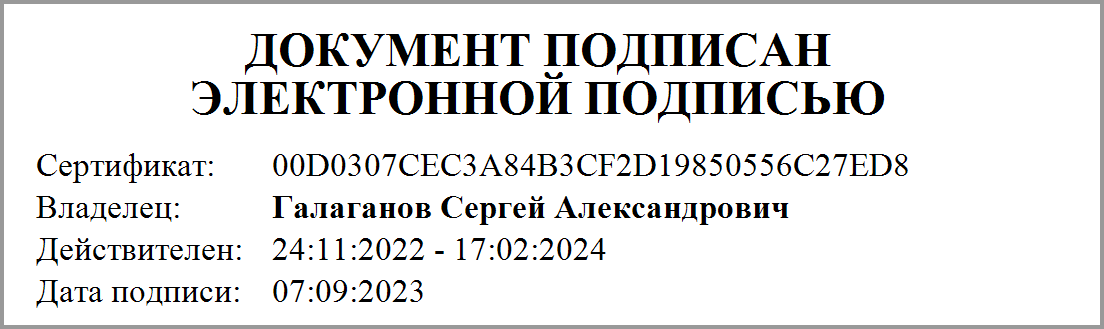 ДОКУМЕНТ ПОДПИСАН
ЭЛЕКТРОННОЙ ПОДПИСЬЮ
Сертификат: 00D0307CEC3A84B3CF2D19850556C27ED8
Владелец: Галаганов Сергей Александрович
Действителен: 24:11:2022 - 17:02:2024
Дата подписи: 07:09:2023